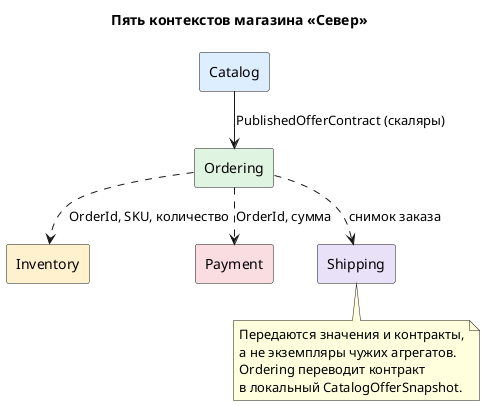 Пять контекстов магазина «Север»
Catalog
PublishedOfferContract (скаляры)
Ordering
OrderId, SKU, количество
OrderId, сумма
снимок заказа
Inventory
Payment
Shipping
Передаются значения и контракты,
а не экземпляры чужих агрегатов.
Ordering переводит контракт
в локальный CatalogOfferSnapshot.